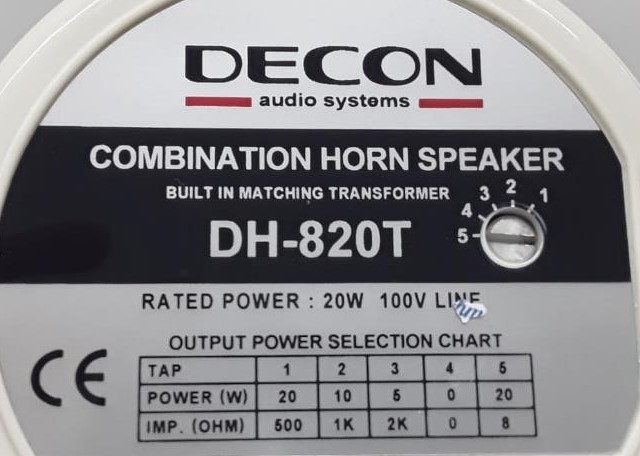 DECON
audio systems
COMBINATION HORN SPEAKER
BUILT IN MATCHING TRANSFORMER
DH-820T
5 4 3 2 1
RATED POWER : 20W 100V LINE
OUTPUT POWER SELECTION CHART
TAP 1 2 3 4 5
POWER (W) 20 10 5 0 20
IMP. (OHM) 500 1K 2K 0 8
CE